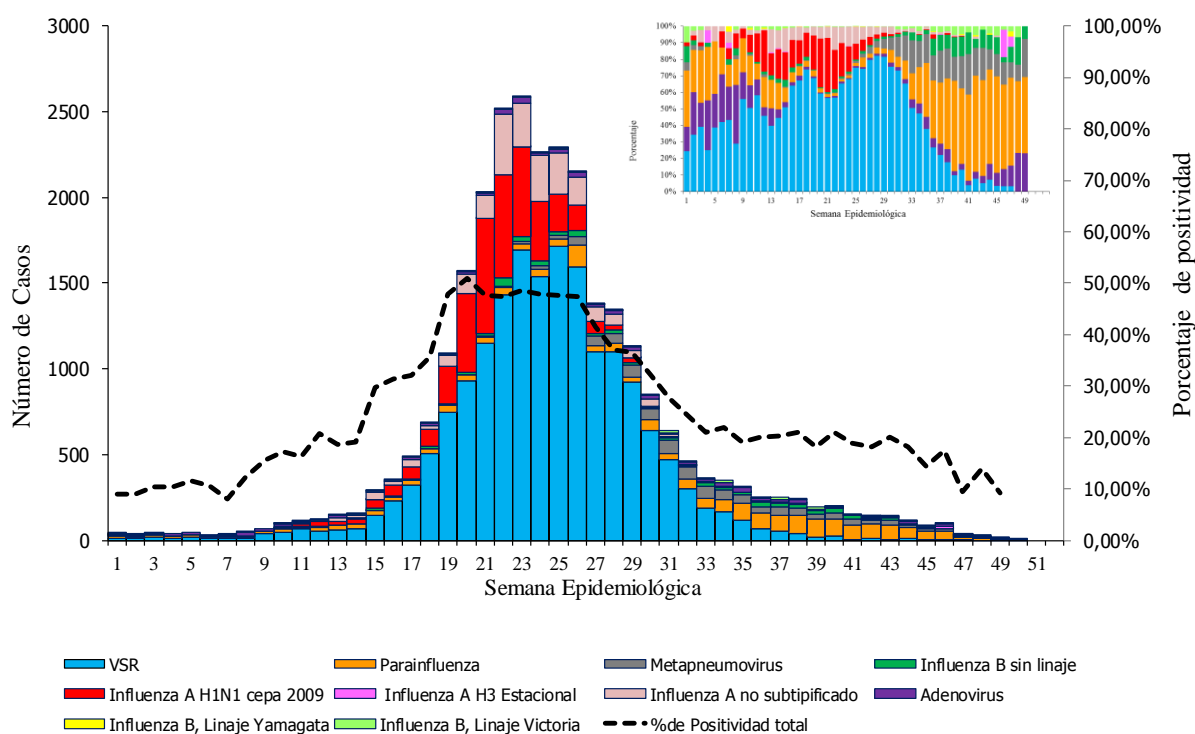 3000
2500
2000
1500
1000
500
0
Número de Casos
100,00%
90,00%
80,00%
70,00%
60,00%
50,00%
40,00%
30,00%
20,00%
10,00%
0,00%
Porcentaje de positividad
100%
90%
80%
70%
60%
50%
40%
30%
20%
10%
0%
Porcentaje
1 5 9 13 17 21 25 29 33 37 41 45 49
Semana Epidemiológica
1 3 5 7 9 11 13 15 17 19 21 23 25 27 29 31 33 35 37 39 41 43 45 47 49 51
Semana Epidemiológica
VSR Parainfluenza Metapneumovirus Influenza B sin linaje
Influenza A H1N1 cepa 2009 Influenza A H3 Estacional Influenza A no subtipificado Adenovirus
Influenza B, Linaje Yamagata Influenza B, Linaje Victoria %de Positividad total